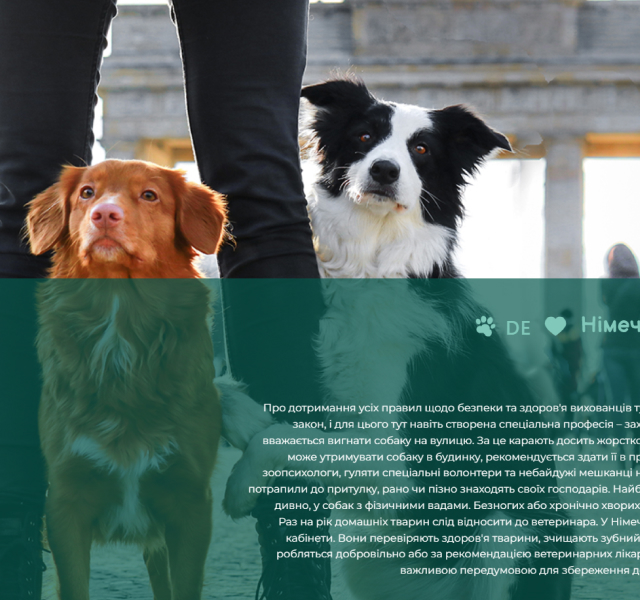 DE Німеч
Про дотримання усіх правил щодо безпеки та здоров'я вихованців т
закон, і для цього тут навіть створена спеціальна професія – зах
вважається вигнати собаку на вулицю. За це карають досить жорстко
може утримувати собаку в будинку, рекомендується здати її в пр
зоопсихологи, гуляти спеціальні волонтери та небайдужі мешканці н
потрапили до притулку, рано чи пізно знаходять своїх господарів. Найб
дивно, у собак з фізичними вадами. Безногих або хронічно хворих
Раз на рік домашніх тварин слід відносити до ветеринара. У Німеч
кабінети. Вони перевіряють здоров'я тварини, зчищають зубний
робляться добровільно або за рекомендацією ветеринарних лікар
важливою передумовою для збереження д